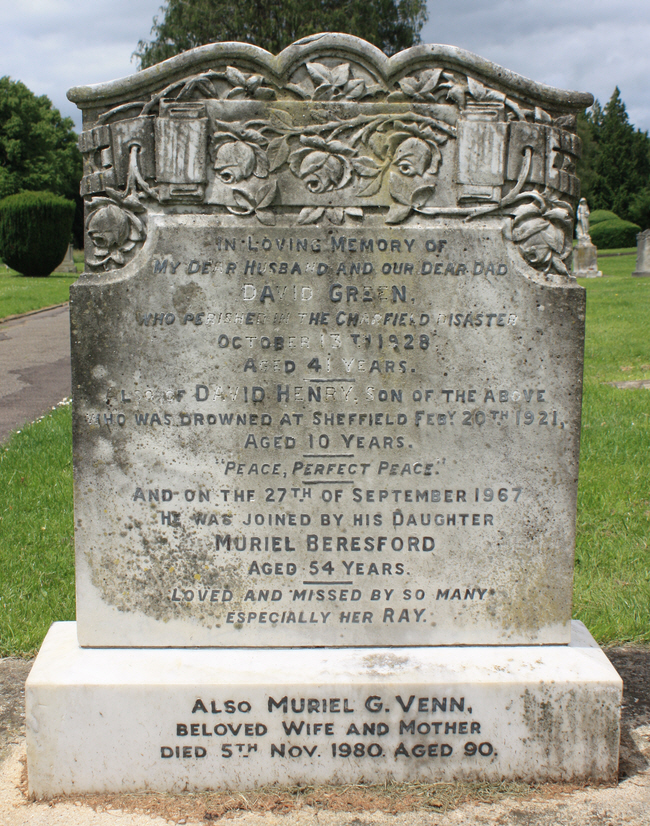 In Loving Memory of
My Dear Husband and our Dear Dad
David Green,
who perished in the Charfield disaster
October 13th 1928
Aged 41 years.
Also of David Henry, son of the above
who was drowned at Sheffield Feby 20th 1921,
Aged 10 Years.
"Peace, Perfect Peace."
And on the 27th of September 1967
He was joined by his Daughter
Muriel Beresford
Aged 54 Years.
Loved and missed by so many
especially her Ray.
Also Muriel G. Venn,
beloved Wife and Mother
Died 5th Nov. 1980. Aged 90.